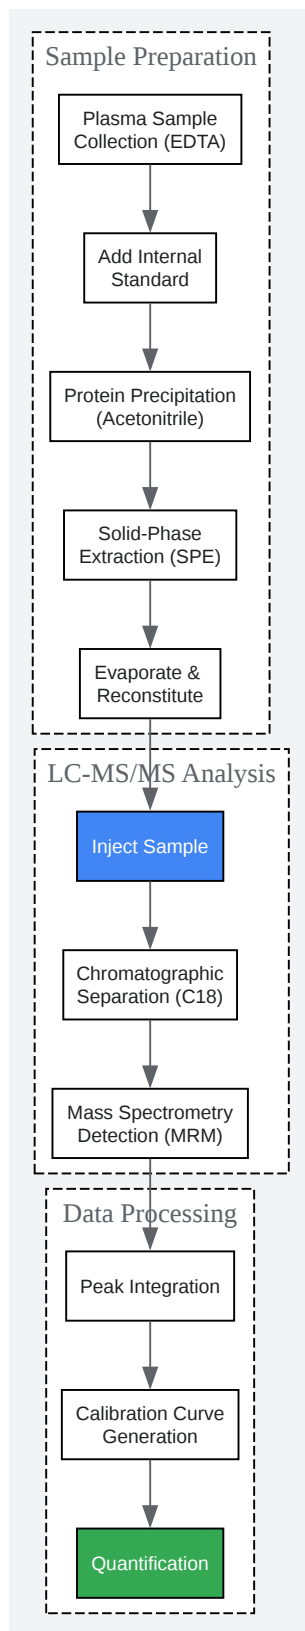 Sample Preparation
Plasma Sample
Collection (EDTA)
Add Internal
Standard
Protein Precipitation
(Acetonitrile)
Solid-Phase
Extraction (SPE)
Evaporate &
Reconstitute
LC-MS/MS Analysis
Inject Sample
Chromatographic
Separation (C18)
Mass Spectrometry
Detection (MRM)
Data Processing
Peak Integration
Calibration Curve
Generation
Quantification